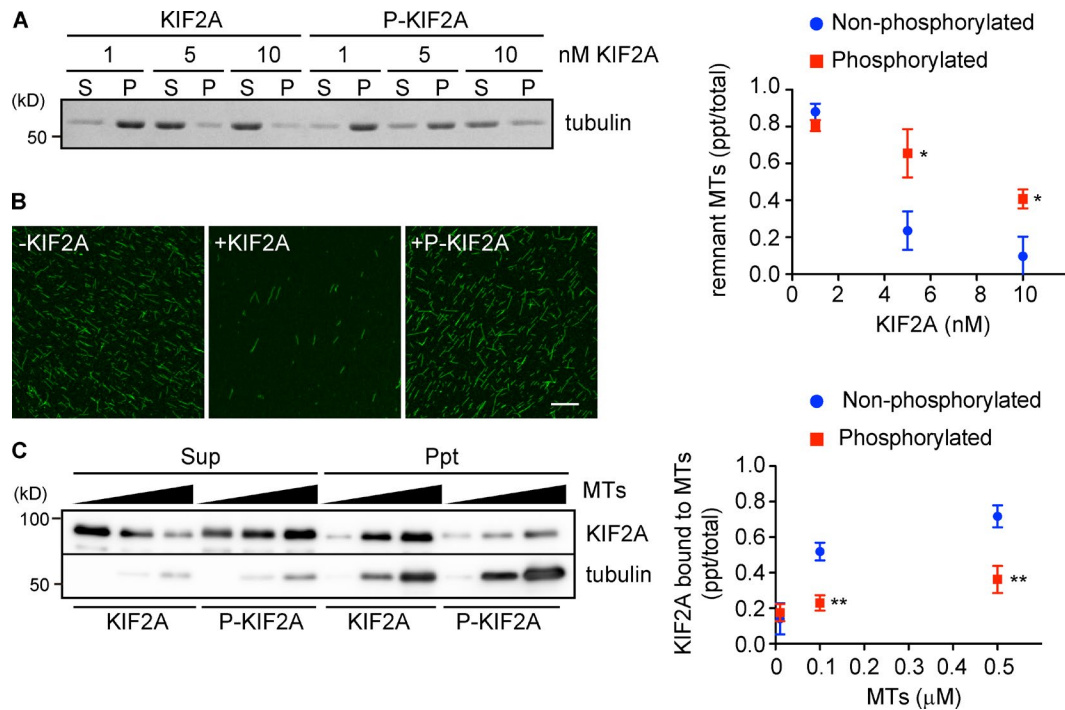 A
KIF2A P-KIF2A
1 5 10 1 5 10 nM KIF2A
S P S P S P S P S P S P
(kD)
50
tubulin
Non-phosphorylated
Phosphorylated
remnant MTs (ppt/total)
1.0
0.8
0.6
0.4
0.2
0.0
*
*
0 2 4 6 8 10
KIF2A (nM)
B
-KIF2A +KIF2A +P-KIF2A
C
Sup Ppt
(kD)
MTs
100
KIF2A
50
tubulin
KIF2A P-KIF2A KIF2A P-KIF2A
Non-phosphorylated
Phosphorylated
KIF2A bound to MTs
(ppt/total)
1.0
0.8
0.6
0.4
0.2
0.0
**
**
0 0.1 0.2 0.3 0.4 0.5
MTs (μM)